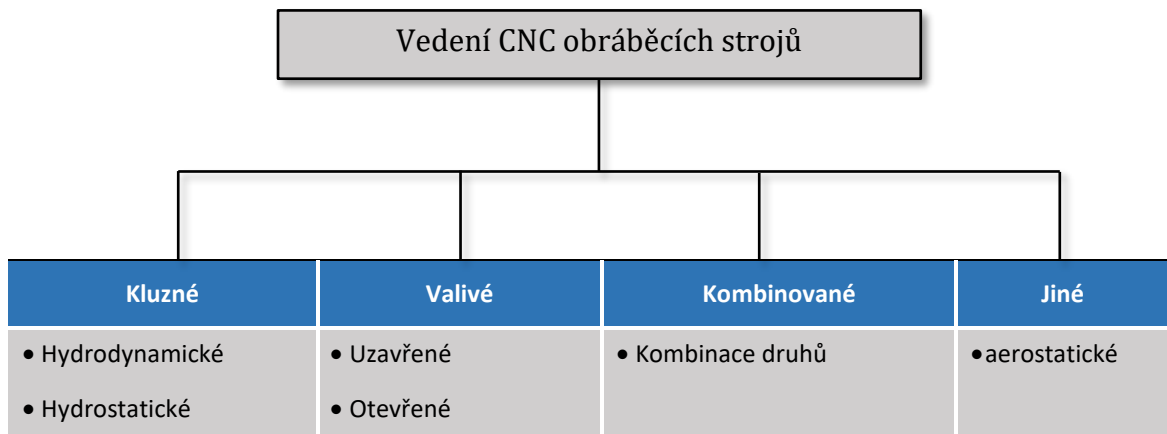 Vedení CNC obráběcích strojů
Kluzné
Valivé
Kombinované
Jiné
• Hydrodynamické
• Hydrostatické
• Uzavřené
• Otevřené
• Kombinace druhů
•aerostatické